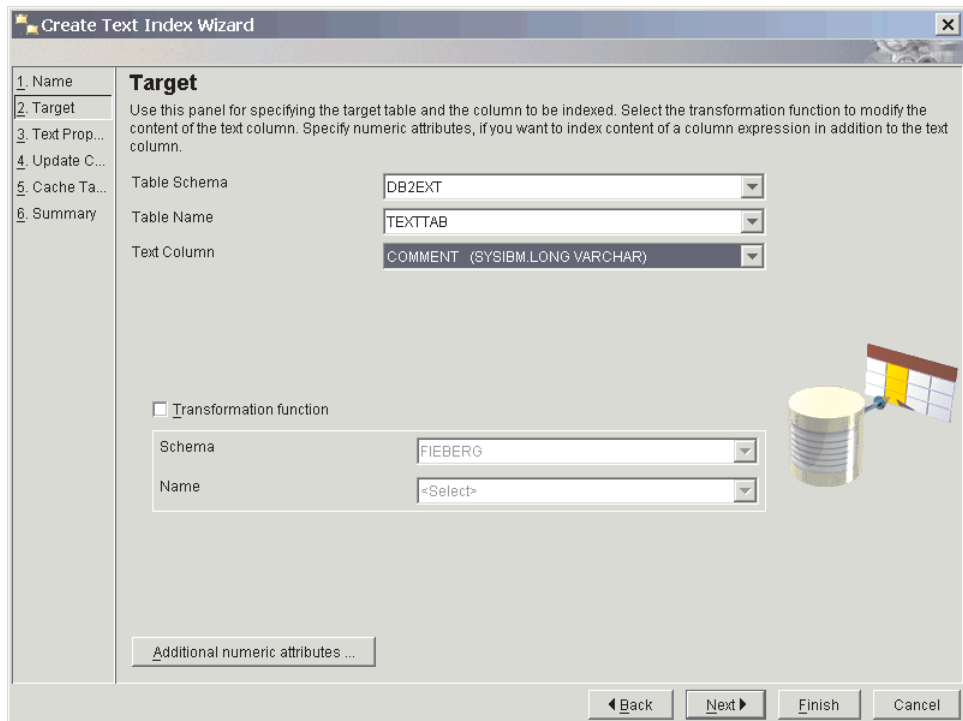 Create Text Index Wizard
1. Name
2. Target
3. Text Prop...
4. Update C...
5. Cache Ta...
6. Summary
Target
Use this panel for specifying the target table and the column to be indexed. Select the transformation function to modify the
content of the text column. Specify numeric attributes, if you want to index content of a column expression in addition to the text
column.
Table Schema
DB2EXT
Table Name
TEXTTAB
Text Column
COMMENT (SYSIBM.LONG VARCHAR)
Transformation function
Schema
FIEBERG
Name
<Select>
Additional numeric attributes ...
Back
Next
Finish
Cancel